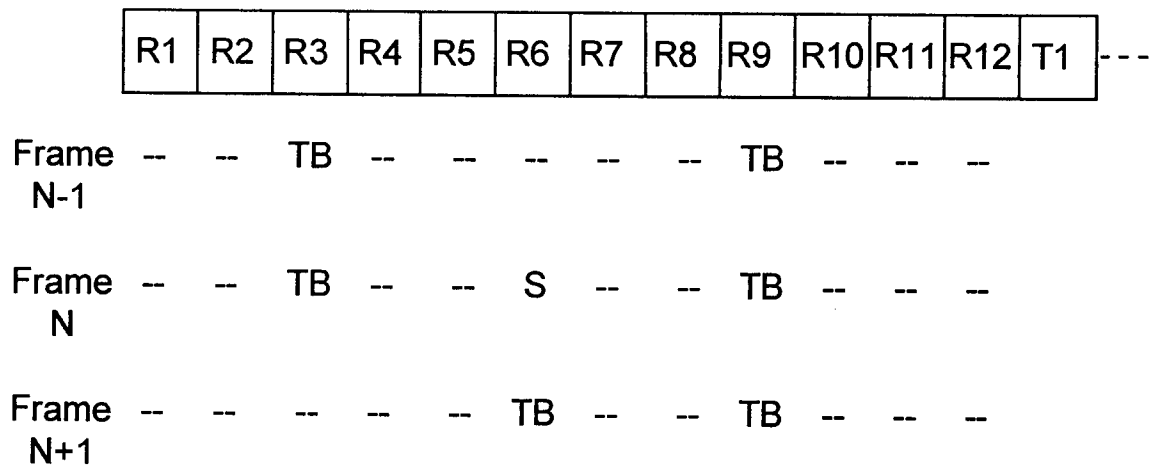 R1 R2 R3 R4 R5 R6 R7 R8 R9 R10 R11 R12 T1 ---
Frame -- -- TB -- -- -- -- -- TB -- -- --
N-1
Frame -- -- TB -- -- S -- -- TB -- -- --
N
Frame -- -- -- -- -- TB -- -- TB -- -- --
N+1